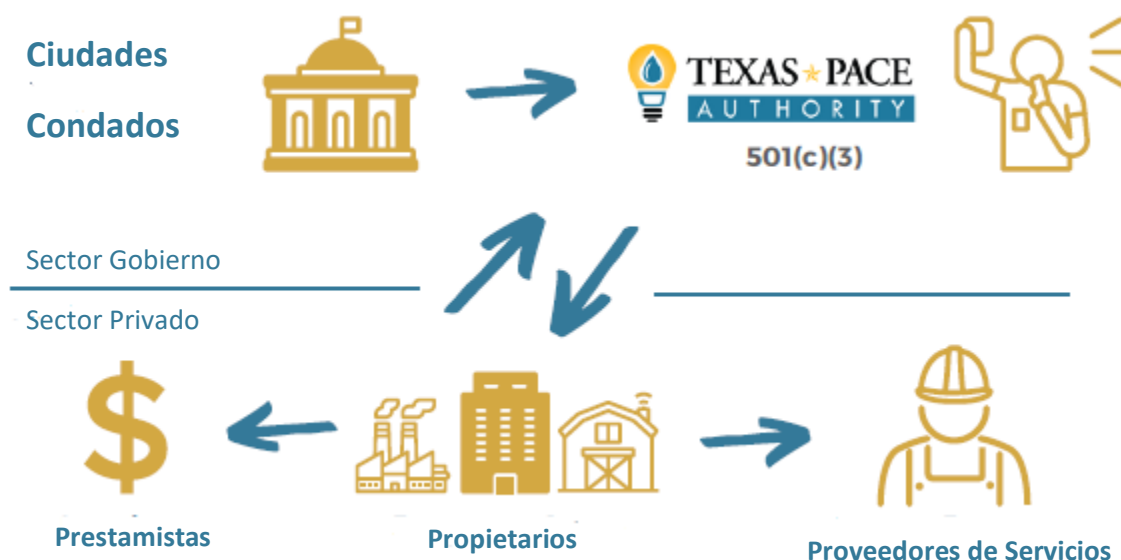 Ciudades
Condados
TEXAS PACE
AUTHORITY
501(c)(3)
Sector Gobierno
Sector Privado
$
Prestamistas
Propietarios
Proveedores de Servicios